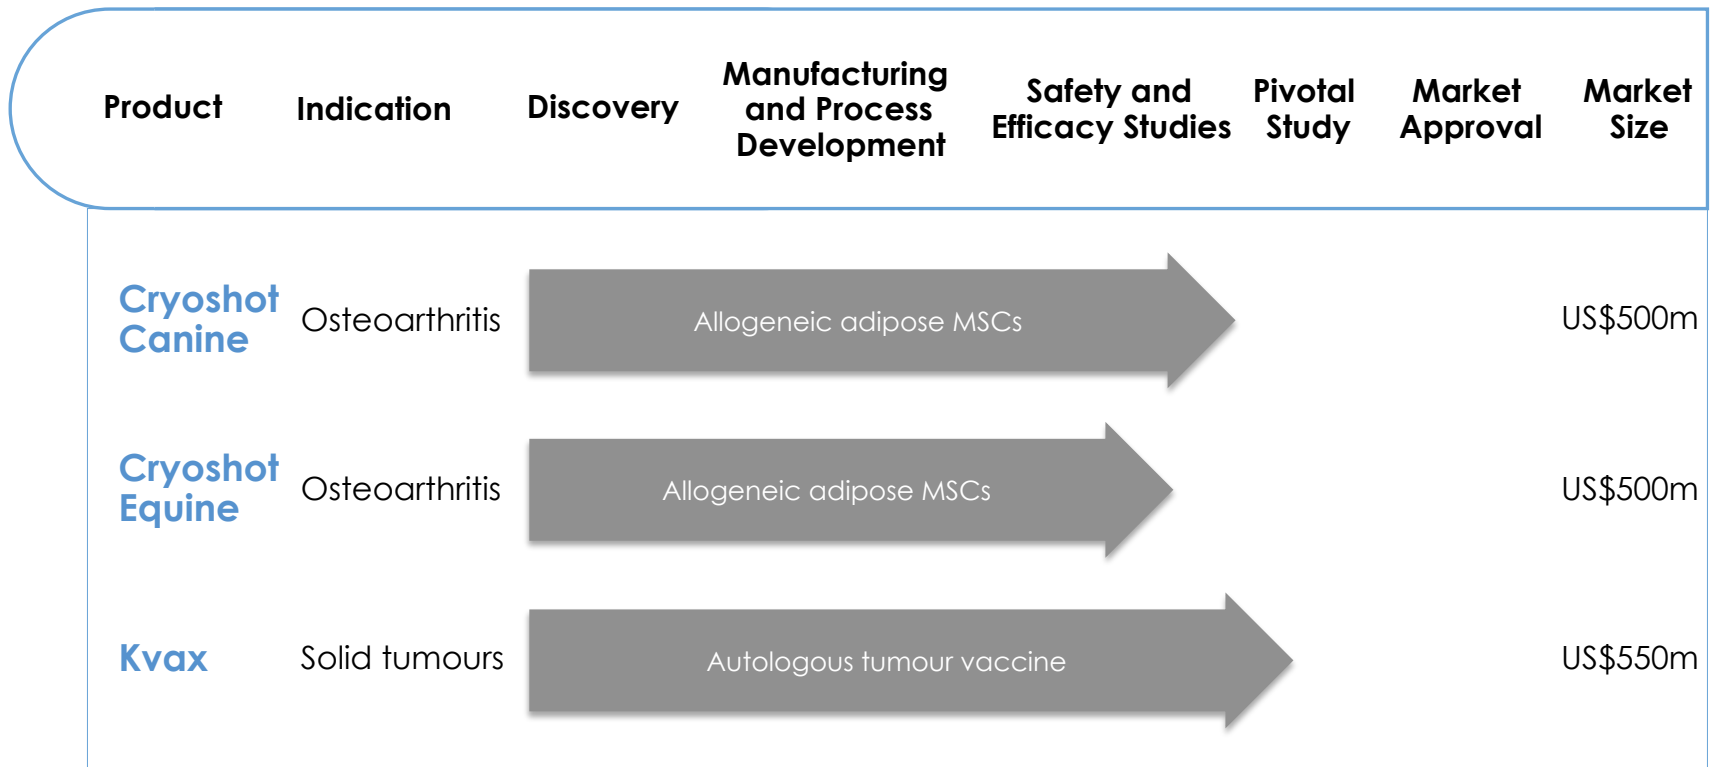 Product
Indication
Discovery
Manufacturing
and Process
Development
Safety and
Efficacy Studies
Pivotal
Study
Market
Approval
Market
Size
Cryoshot
Canine
Osteoarthritis
Allogeneic adipose MSCs
US$500m
Cryoshot
Equine
Osteoarthritis
Allogeneic adipose MSCs
US$500m
Kvax
Solid tumours
Autologous tumour vaccine
US$550m